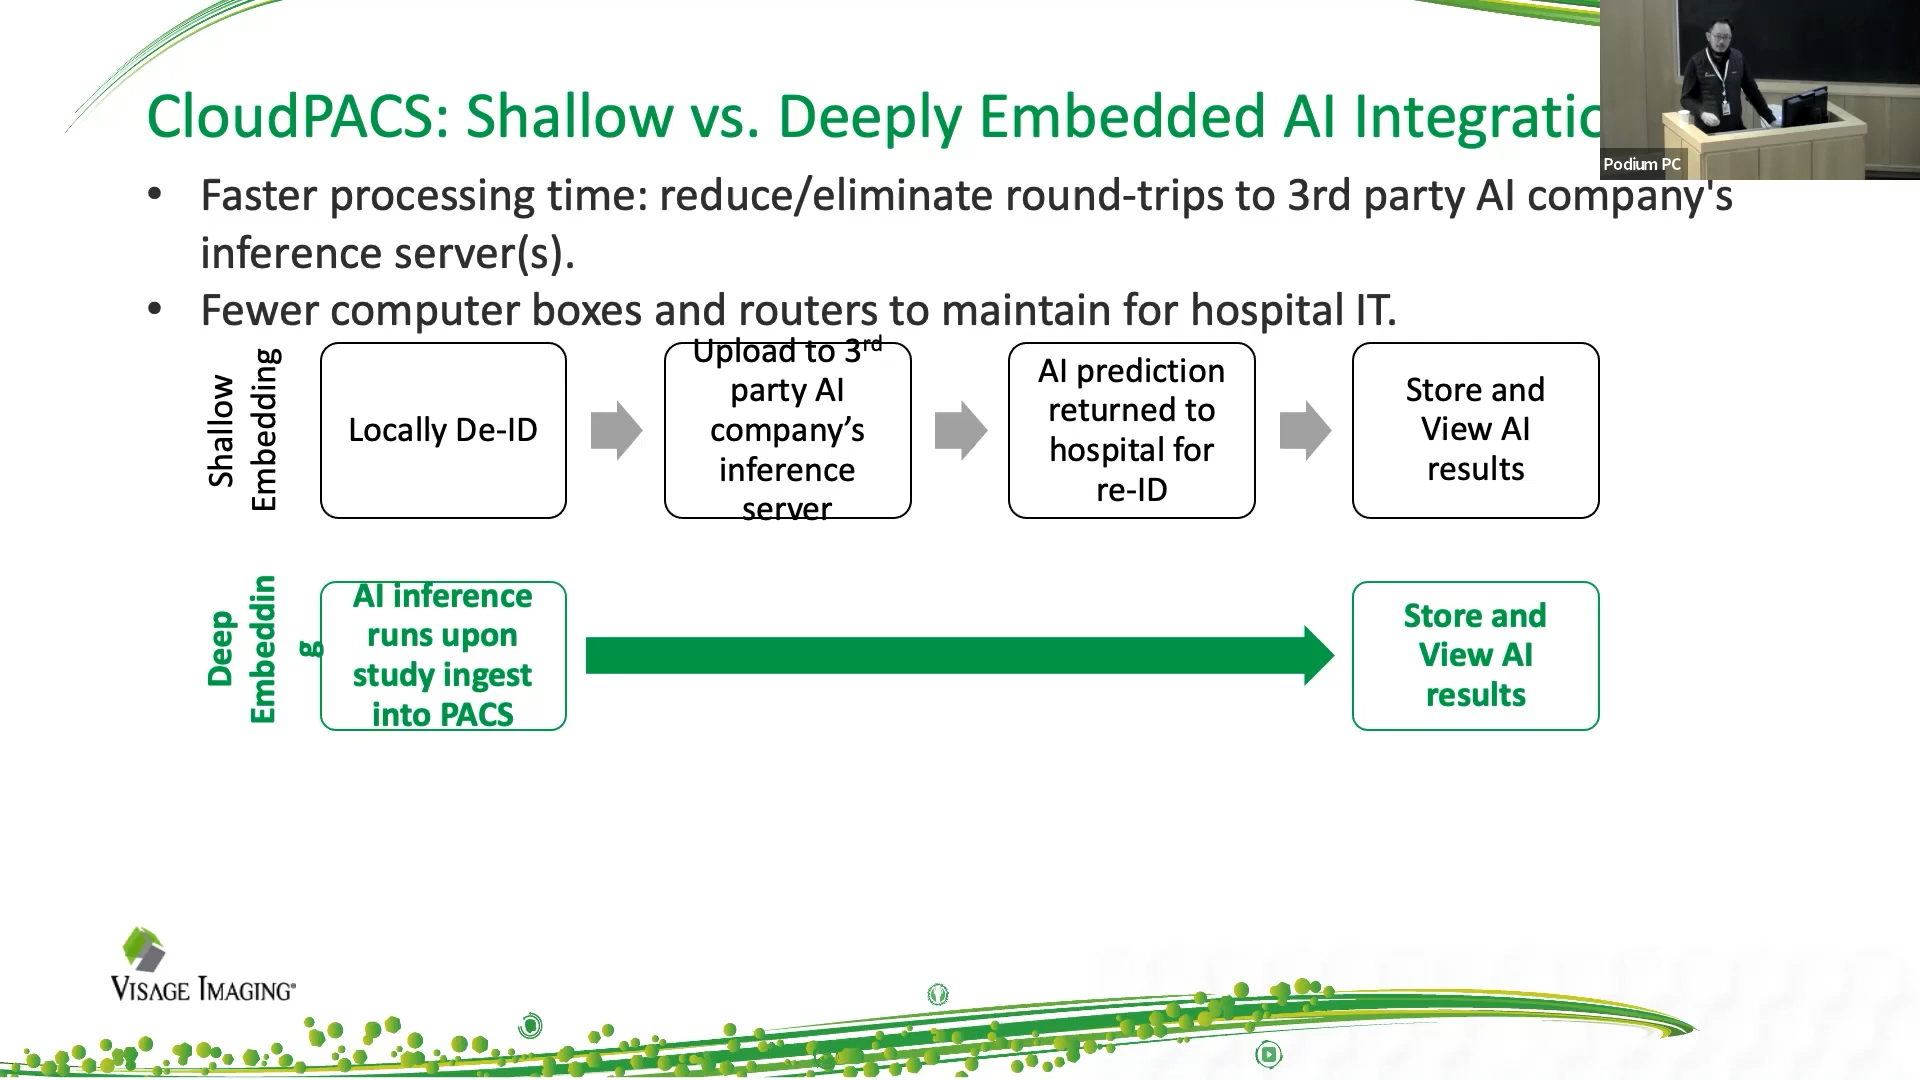 CloudPACS: Shallow vs. Deeply Embedded AI Integratio
Podium PC
• Faster processing time: reduce/eliminate round-trips to 3rd party AI company's
inference server(s).
• Fewer computer boxes and routers to maintain for hospital IT.
Shallow
Embedding
Locally De-ID
Upload to 3rd
party AI
company’s
inference
server
AI prediction
returned to
hospital for
re-ID
Store and
View AI
results
Deep
Embeddin
g
AI inference
runs upon
study ingest
into PACS
Store and
View AI
results
VISAGE IMAGING®